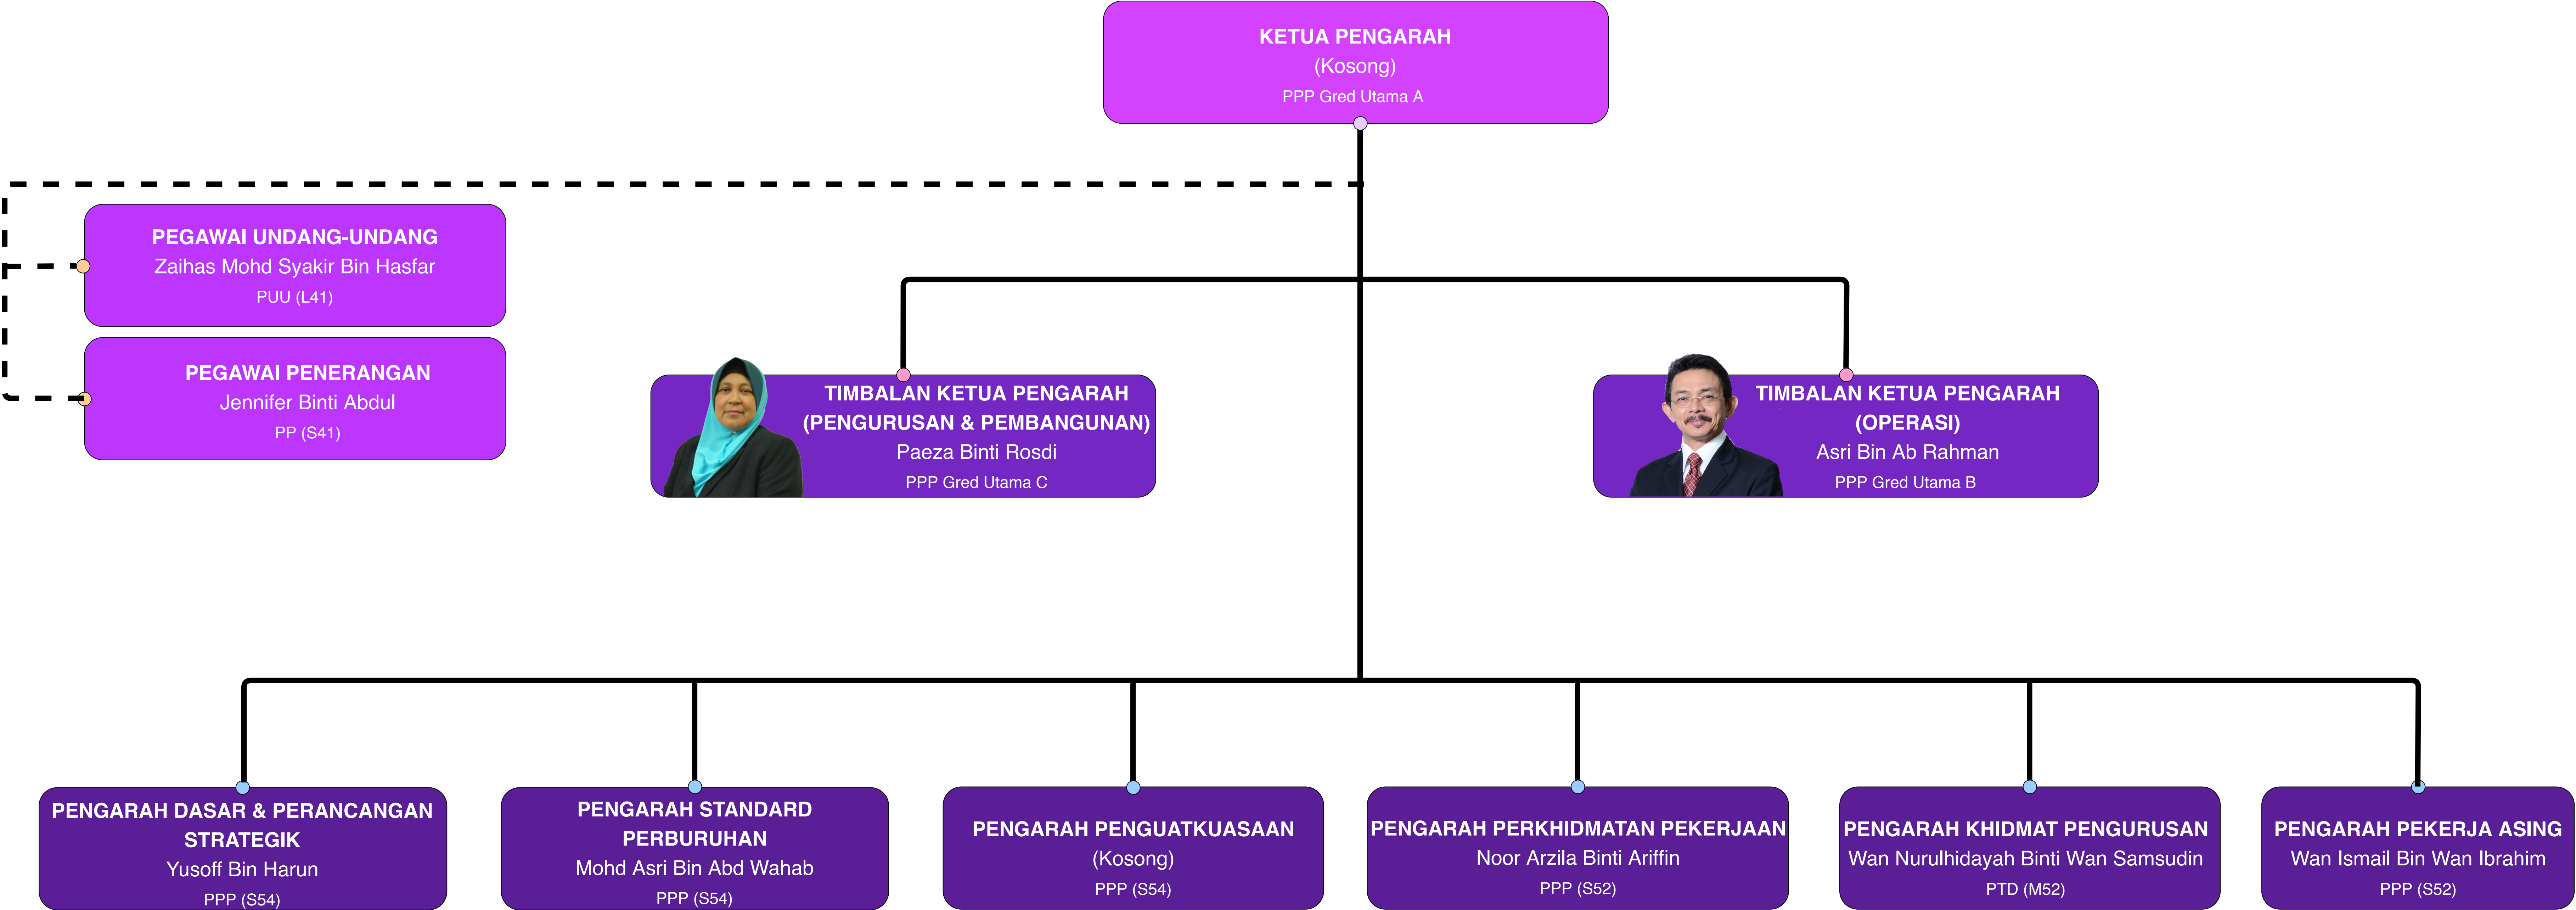 KETUA PENGARAH
(Kosong)
PPP Gred Utama A
PEGAWAI UNDANG-UNDANG
Zaihas Mohd Syakir Bin Hasfar
PUU (L41)
PEGAWAI PENERANGAN
Jennifer Binti Abdul
PP (S41)
TIMBALAN KETUA PENGARAH
(PENGURUSAN & PEMBANGUNAN)
Paeza Binti Rosdi
PPP Gred Utama C
TIMBALAN KETUA PENGARAH
(OPERASI)
Asri Bin Ab Rahman
PPP Gred Utama B
PENGARAH DASAR & PERANCANGAN
STRATEGIK
Yusoff Bin Harun
PPP (S54)
PENGARAH STANDARD
PERBURUHAN
Mohd Asri Bin Abd Wahab
PPP (S54)
PENGARAH PENGUATKUASAAN
(Kosong)
PPP (S54)
PENGARAH PERKHIDMATAN PEKERJAAN
Noor Arzila Binti Ariffin
PPP (S52)
PENGARAH KHIDMAT PENGURUSAN
Wan Nurulhidayah Binti Wan Samsudin
PTD (M52)
PENGARAH PEKERJA ASING
Wan Ismail Bin Wan Ibrahim
PPP (S52)